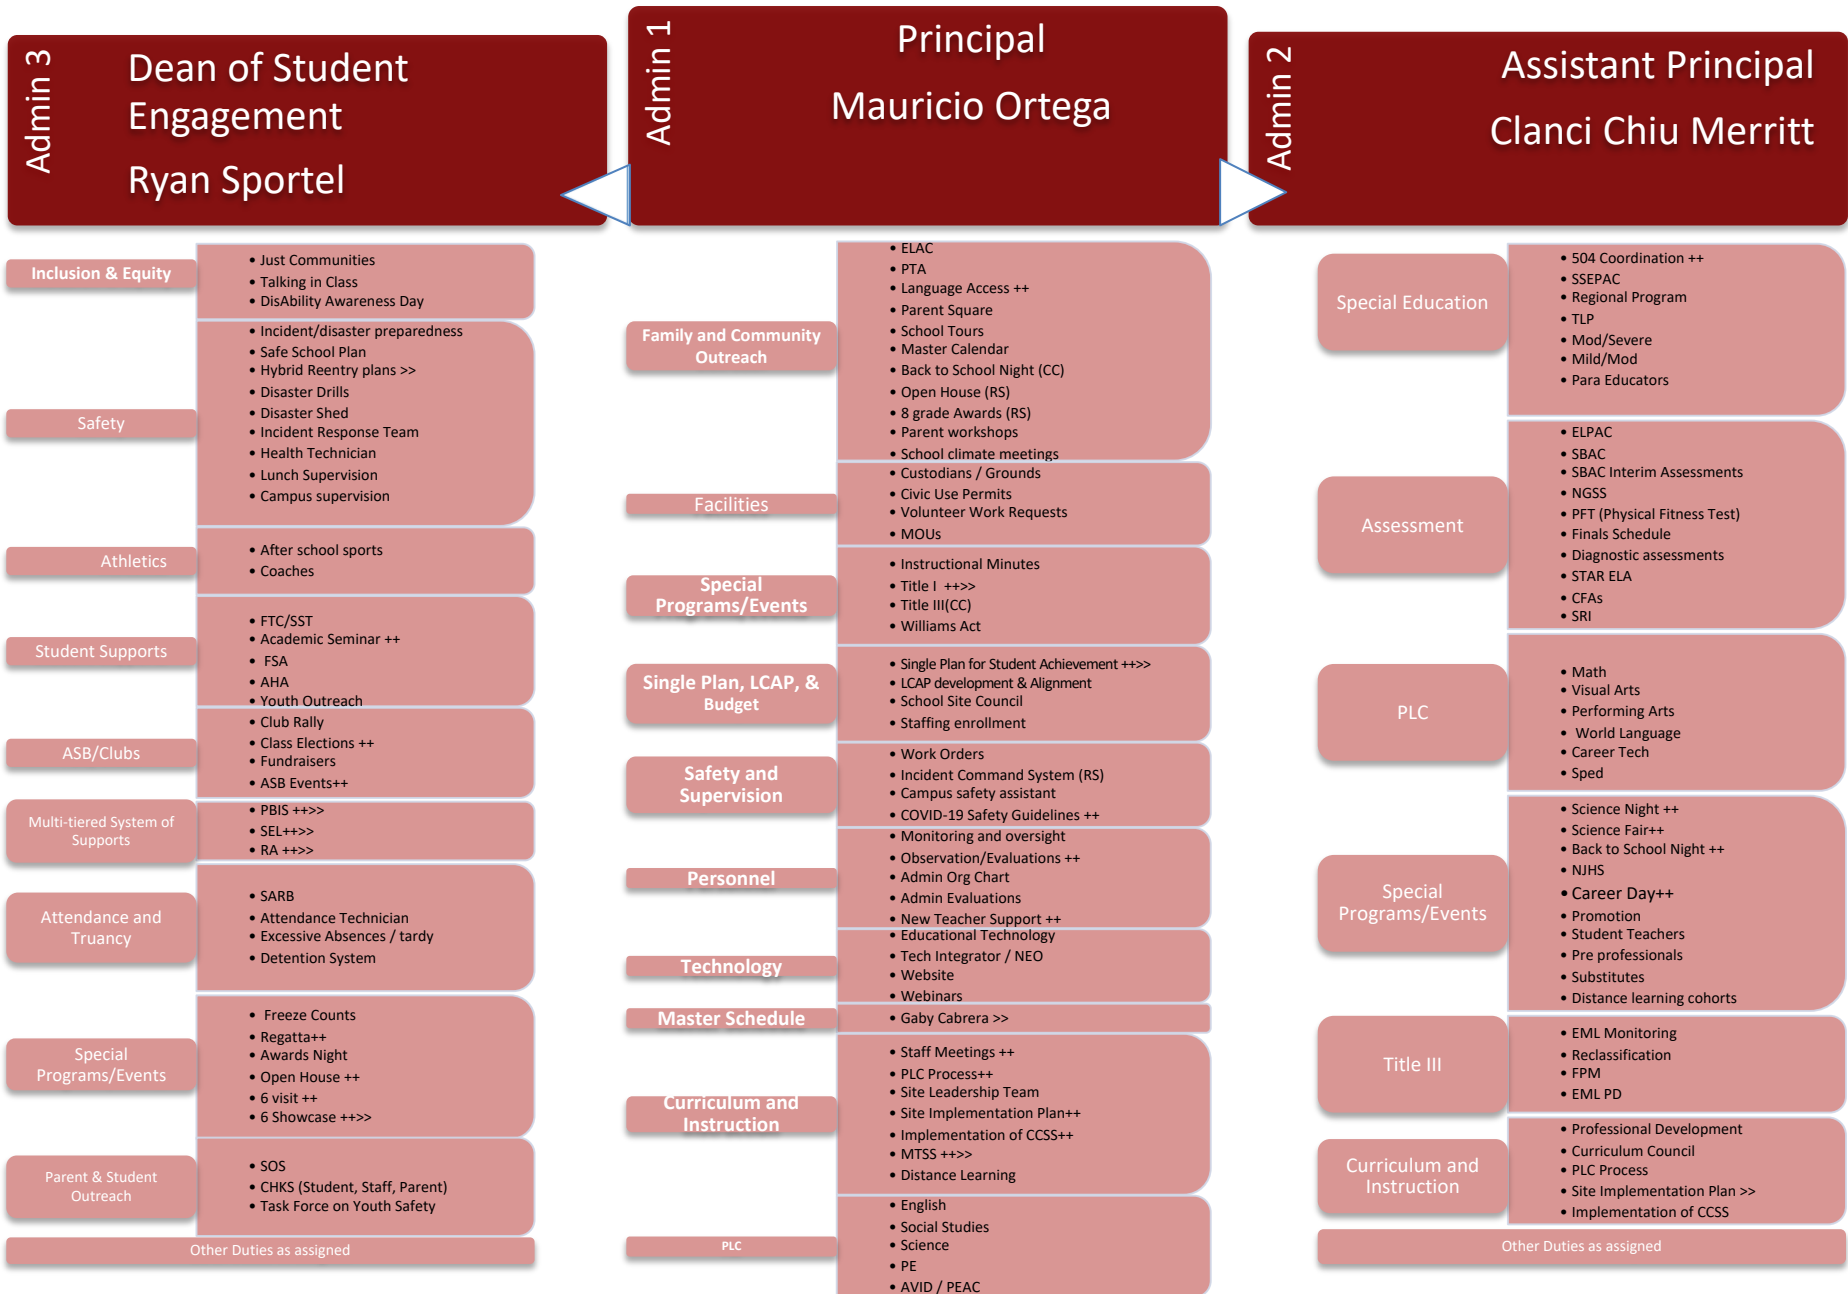 Admin 3
Dean of Student
Engagement
Ryan Sportel
Inclusion & Equity
• Just Communities
• Talking in Class
• DisAbility Awareness Day
Safety
• Incident/disaster preparedness
• Safe School Plan
• Hybrid Reentry plans >>
• Disaster Drills
• Disaster Shed
• Incident Response Team
• Health Technician
• Lunch Supervision
• Campus supervision
Athletics
• After school sports
• Coaches
Student Supports
• FTC/SST
• Academic Seminar ++
• FSA
• AHA
• Youth Outreach
ASB/Clubs
• Club Rally
• Class Elections ++
• Fundraisers
• ASB Events++
Multi-tiered System of
Supports
• PBIS ++>>
• SEL++>>
• RA ++>>
Attendance and
Truancy
• SARB
• Attendance Technician
• Excessive Absences / tardy
• Detention System
Special
Programs/Events
• Freeze Counts
• Regatta++
• Awards Night
• Open House ++
• 6 visit ++
• 6 Showcase ++>>
Parent & Student
Outreach
• SOS
• CHKS (Student, Staff, Parent)
• Task Force on Youth Safety
Other Duties as assigned
Admin 1
Principal
Mauricio Ortega
Family and Community
Outreach
• ELAC
• PTA
• Language Access ++
• Parent Square
• School Tours
• Master Calendar
• Back to School Night (CC)
• Open House (RS)
• 8 grade Awards (RS)
• Parent workshops
• School climate meetings
Facilities
• Custodians / Grounds
• Civic Use Permits
• Volunteer Work Requests
• MOUs
Special
Programs/Events
• Instructional Minutes
• Title I ++>>
• Title III(CC)
• Williams Act
Single Plan, LCAP, &
Budget
• Single Plan for Student Achievement ++>>
• LCAP development & Alignment
• School Site Council
• Staffing enrollment
Safety and
Supervision
• Work Orders
• Incident Command System (RS)
• Campus safety assistant
• COVID-19 Safety Guidelines ++
Personnel
• Monitoring and oversight
• Observation/Evaluations ++
• Admin Org Chart
• Admin Evaluations
• New Teacher Support ++
Technology
• Educational Technology
• Tech Integrator / NEO
• Website
• Webinars
Master Schedule
• Gaby Cabrera >>
Curriculum and
Instruction
• Staff Meetings ++
• PLC Process++
• Site Leadership Team
• Site Implementation Plan++
• Implementation of CCSS++
• MTSS ++>>
• Distance Learning
PLC
• English
• Social Studies
• Science
• PE
• AVID / PEAC
Admin 2
Assistant Principal
Clanci Chiu Merritt
Special Education
• 504 Coordination ++
• SSEPAC
• Regional Program
• TLP
• Mod/Severe
• Mild/Mod
• Para Educators
Assessment
• ELPAC
• SBAC
• SBAC Interim Assessments
• NGSS
• PFT (Physical Fitness Test)
• Finals Schedule
• Diagnostic assessments
• STAR ELA
• CFAs
• SRI
PLC
• Math
• Visual Arts
• Performing Arts
• World Language
• Career Tech
• Sped
Special
Programs/Events
• Science Night ++
• Science Fair++
• Back to School Night ++
• NJHS
• Career Day++
• Promotion
• Student Teachers
• Pre professionals
• Substitutes
• Distance learning cohorts
Title III
• EML Monitoring
• Reclassification
• FPM
• EML PD
Curriculum and
Instruction
• Professional Development
• Curriculum Council
• PLC Process
• Site Implementation Plan >>
• Implementation of CCSS
Other Duties as assigned